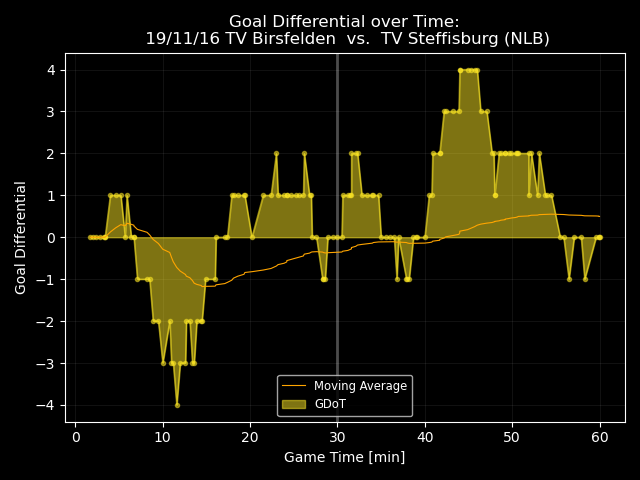 Goal Differential over Time:
19/11/16 TV Birsfelden  vs.  TV Steffisburg (NLB)
4
3
2
1
0
−1
−2
−3
−4
Goal Differential
Moving Average
GDoT
0 10 20 30 40 50 60
Game Time [min]